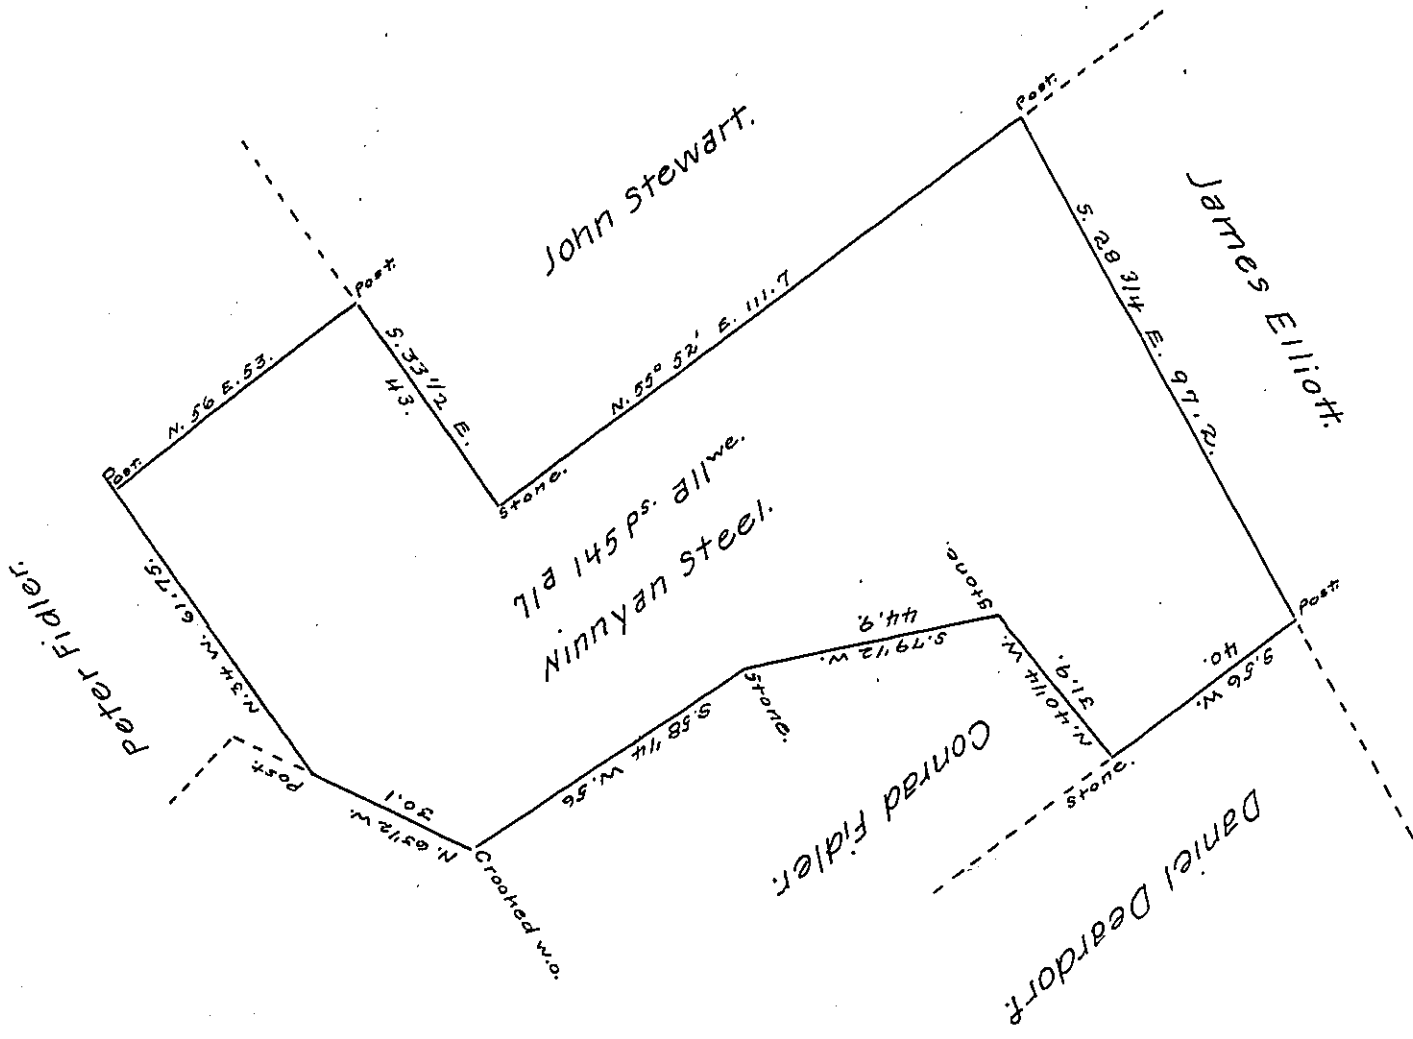 John Stewart.
Post.
James Elliott.
Post.
N. 56 E. 53.
S. 33 1/2 E.
43.
N. 55° 52' E. 111.7
S. 28 3/4 E. 97.2.
Post.
Stone.
71a 145 ps. allwe.
Ninnyan Steel.
Peter Fidler.
N. 34 W. 61.75.
Stone.
Post.
S. 56 W.
40.
44.9.
S. 79 1/2 W.
N. 40 1/4 W.
31.9.
Stone.
S. 58 1/4 W. 56
Stone.
Post.
N. 63 1/2 W.
30.1
Crooked w.o.
Conrad Fidler.
Daniel Deardorf.